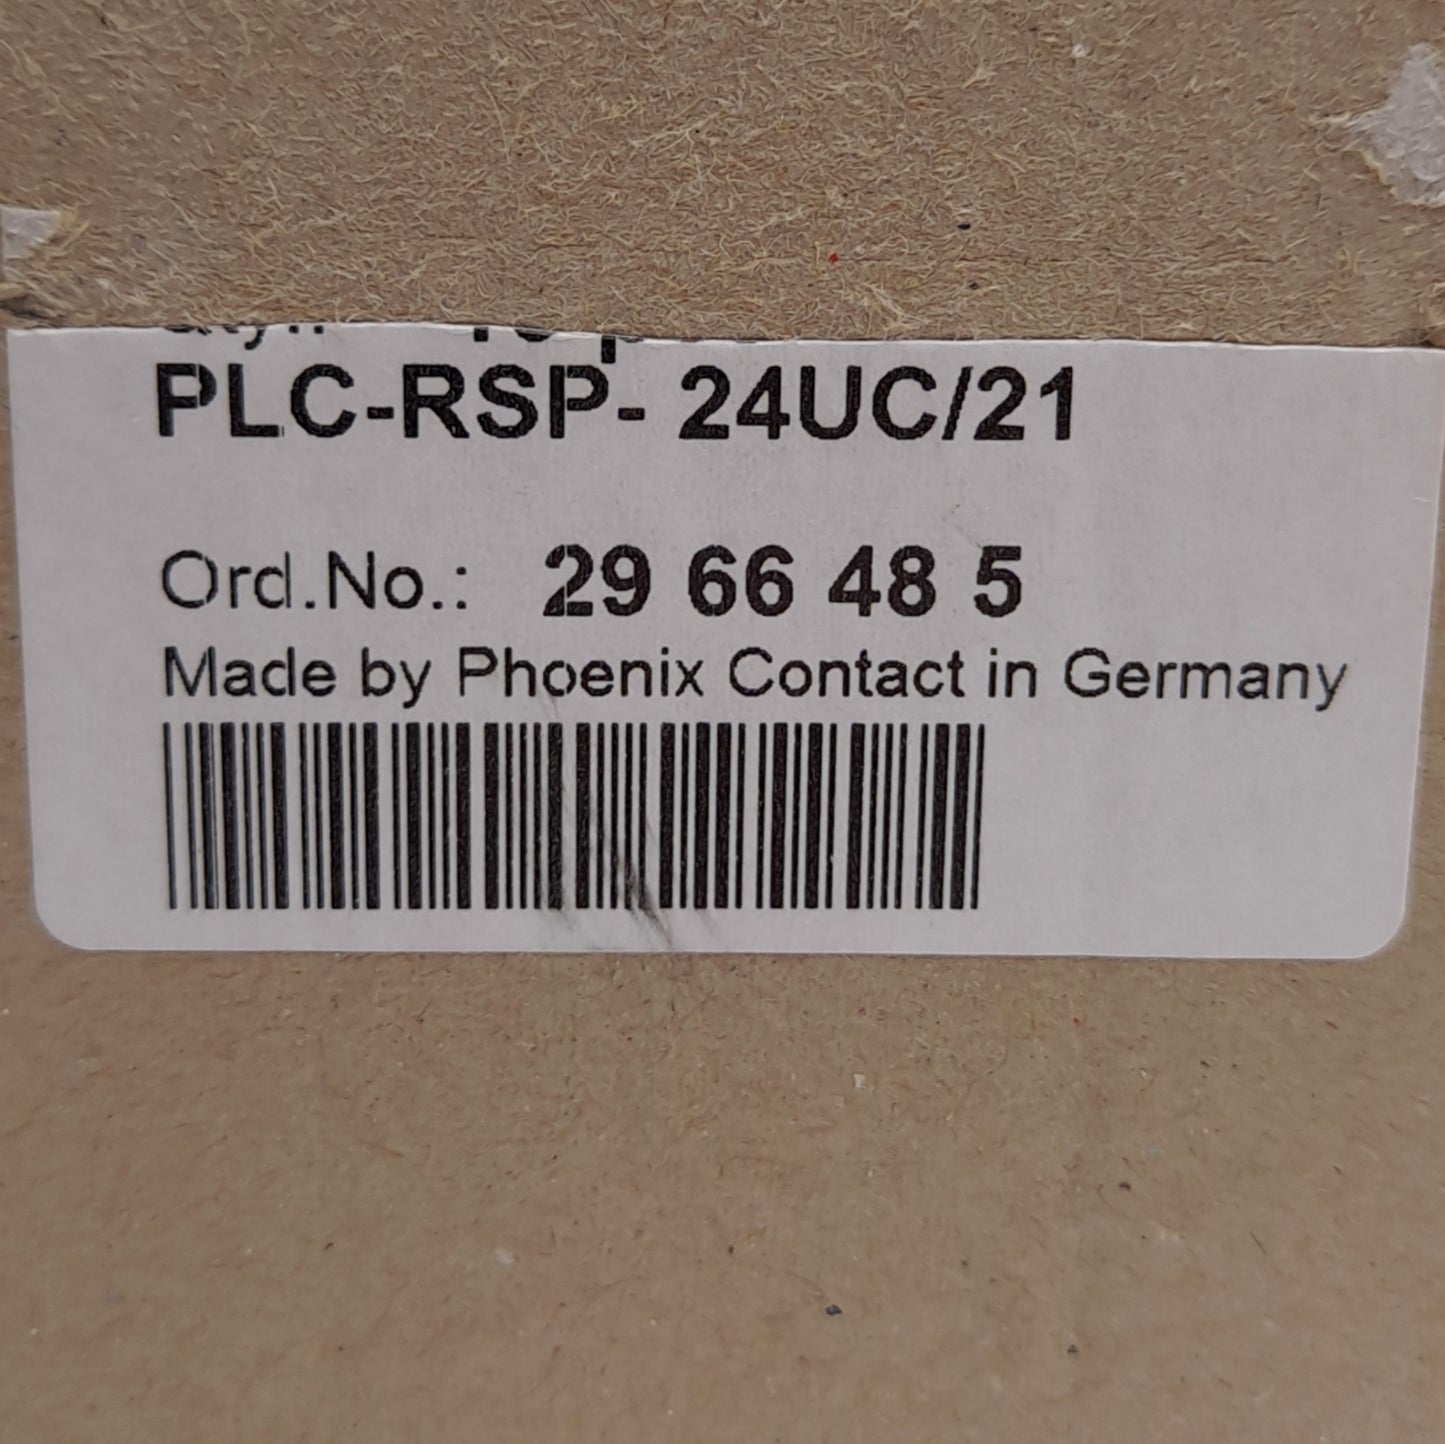 PLC-RSP- 24UC/21
Ord.No.: 29 66 48 5
Made by Phoenix Contact in Germany